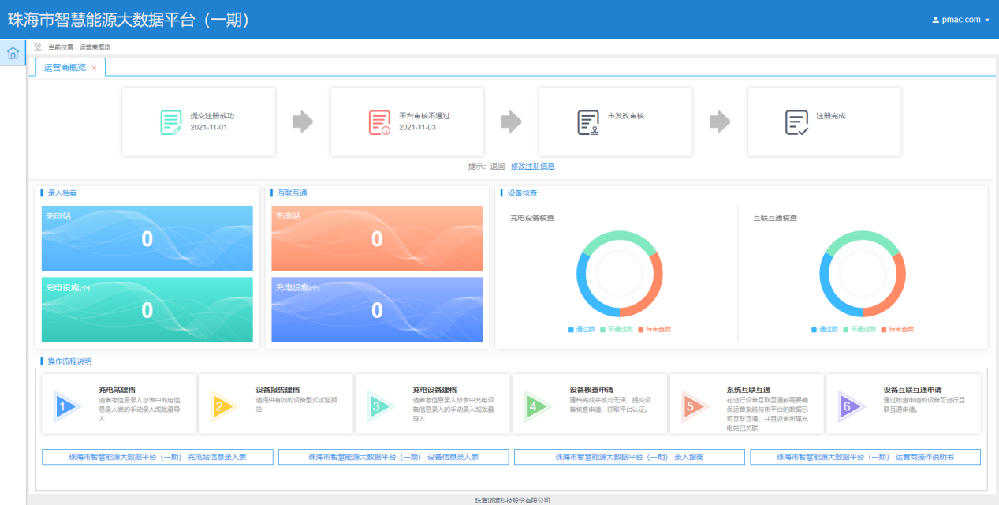 珠海市智慧能源大数据平台（一期）
pmac.com
当前位置：运营商概览
运营商概览 ×
提交注册成功
2021-11-01
平台审核不通过
2021-11-03
市发改审核
注册完成
提示： 退回 修改注册信息
录入档案
充电站
0
充电设施(个)
0
互联互通
充电站
0
充电设施(个)
0
设备核查
充电设备核查
通过数 不通过数 待审查数
互联互通核查
通过数 不通过数 待审查数
操作流程说明
1
充电站建档
请参考信息录入总表中充电信
息录入表的手动录入或批量导
入
2
设备报告建档
请提供有效的设备型式试验报
告
3
充电设备建档
请参考信息录入总表中充电设
备信息录入的手动录入或批量
导入
4
设备核查申请
建档完成并核对无误，提交设
备核查申请，获取平台认证。
5
系统互联互通
在进行设备互联互通前需要确
保运营系统与市平台的数据已
可互联互通，并且设备所属充
电站已关联
6
设备互联互通申请
通过核查申请的设备可进行互
联互通申请。
珠海市智慧能源大数据平台（一期）-充电站信息录入表
珠海市智慧能源大数据平台（一期）-设备信息录入表
珠海市智慧能源大数据平台（一期）-录入指南
珠海市智慧能源大数据平台（一期）-运营商操作说明书
珠海派诺科技股份有限公司